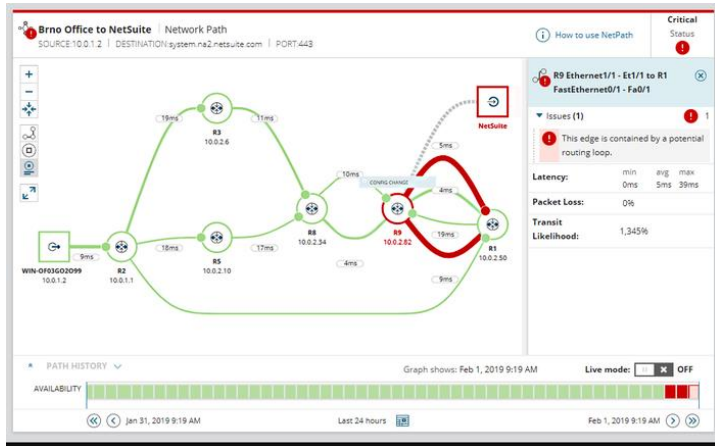 Brno Office to NetSuite | Network Path
SOURCE:10.0.1.2 | DESTINATION:system.na2.netsuite.com | PORT:443
How to use NetPath
Critical
Status
R9 Ethernet1/1 - Et1/1 to R1
FastEthernet0/1 - Fa0/1
Issues (1)
1
This edge is contained by a potential
routing loop.
min avg max
Latency: 0ms 5ms 39ms
Packet Loss: 0%
Transit
Likelihood: 1,345%
19ms
11ms
R3
10.0.2.6
NetSuite
5ms
10ms
CONFIG CHANGE
4ms
R8
10.0.2.34
R9
10.0.2.82
19ms
R1
10.0.2.50
9ms
WIN-OF03GO2O99
10.0.1.2
R2
10.0.1.1
18ms
R5
10.0.2.10
17ms
4ms
9ms
PATH HISTORY
Graph shows: Feb 1, 2019 9:19 AM
Live mode: OFF
AVAILABILITY
Jan 31, 2019 9:19 AM
Last 24 hours
Feb 1, 2019 9:19 AM